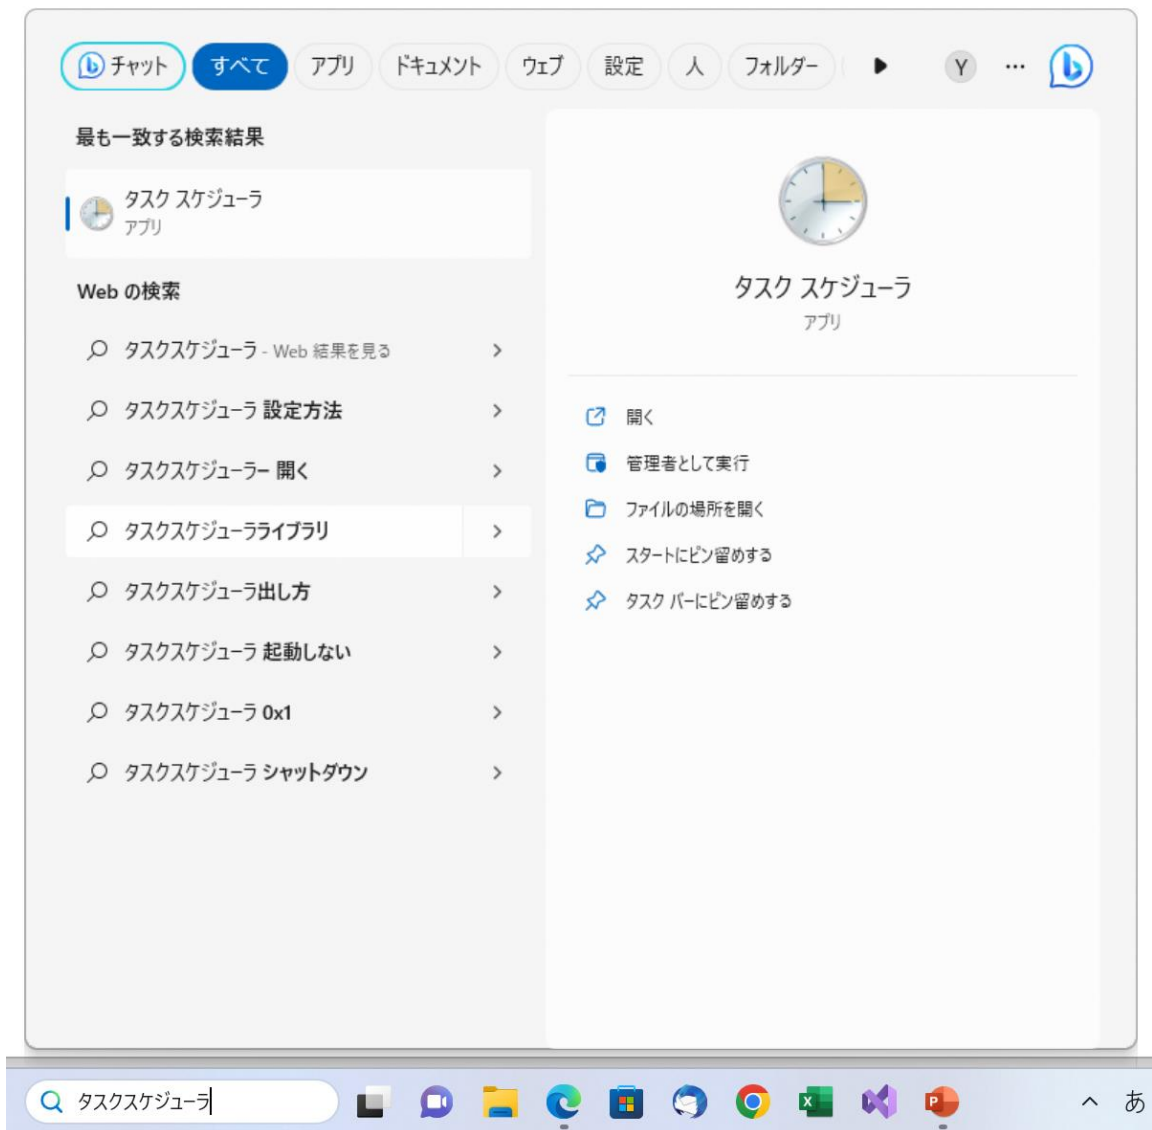 チャット すべて アプリ ドキュメント ウェブ 設定 人 フォルダー Y ...
最も一致する検索結果
タスク スケジューラ
アプリ
Web の検索
タスクスケジューラ - Web 結果を見る
タスクスケジューラ 設定方法
タスクスケジューラー 開く
タスクスケジューラライブラリ
タスクスケジューラ出し方
タスクスケジューラ 起動しない
タスクスケジューラ 0x1
タスクスケジューラ シャットダウン
タスク スケジューラ
アプリ
開く
管理者として実行
ファイルの場所を開く
スタートにピン留めする
タスク バーにピン留めする
タスクスケジューラ
あ